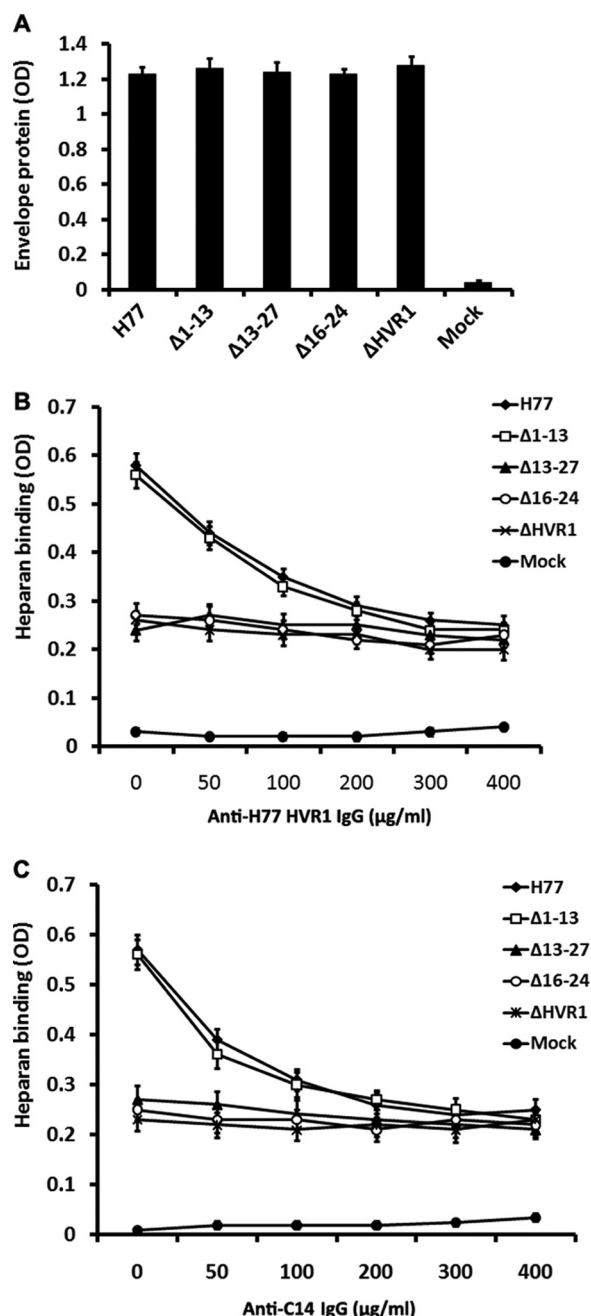 A
Envelope protein (OD)
1.4
1.2
1
0.8
0.6
0.4
0.2
0
H77
Δ1-13
Δ13-27
Δ16-24
ΔHVR1
Mock
B
Heparan binding (OD)
0.7
0.6
0.5
0.4
0.3
0.2
0.1
0
H77
Δ1-13
Δ13-27
Δ16-24
ΔHVR1
Mock
0 50 100 200 300 400
Anti-H77 HVR1 IgG (µg/ml)
C
Heparan binding (OD)
0.7
0.6
0.5
0.4
0.3
0.2
0.1
0
H77
Δ1-13
Δ13-27
Δ16-24
ΔHVR1
Mock
0 50 100 200 300 400
Anti-C14 IgG (µg/ml)